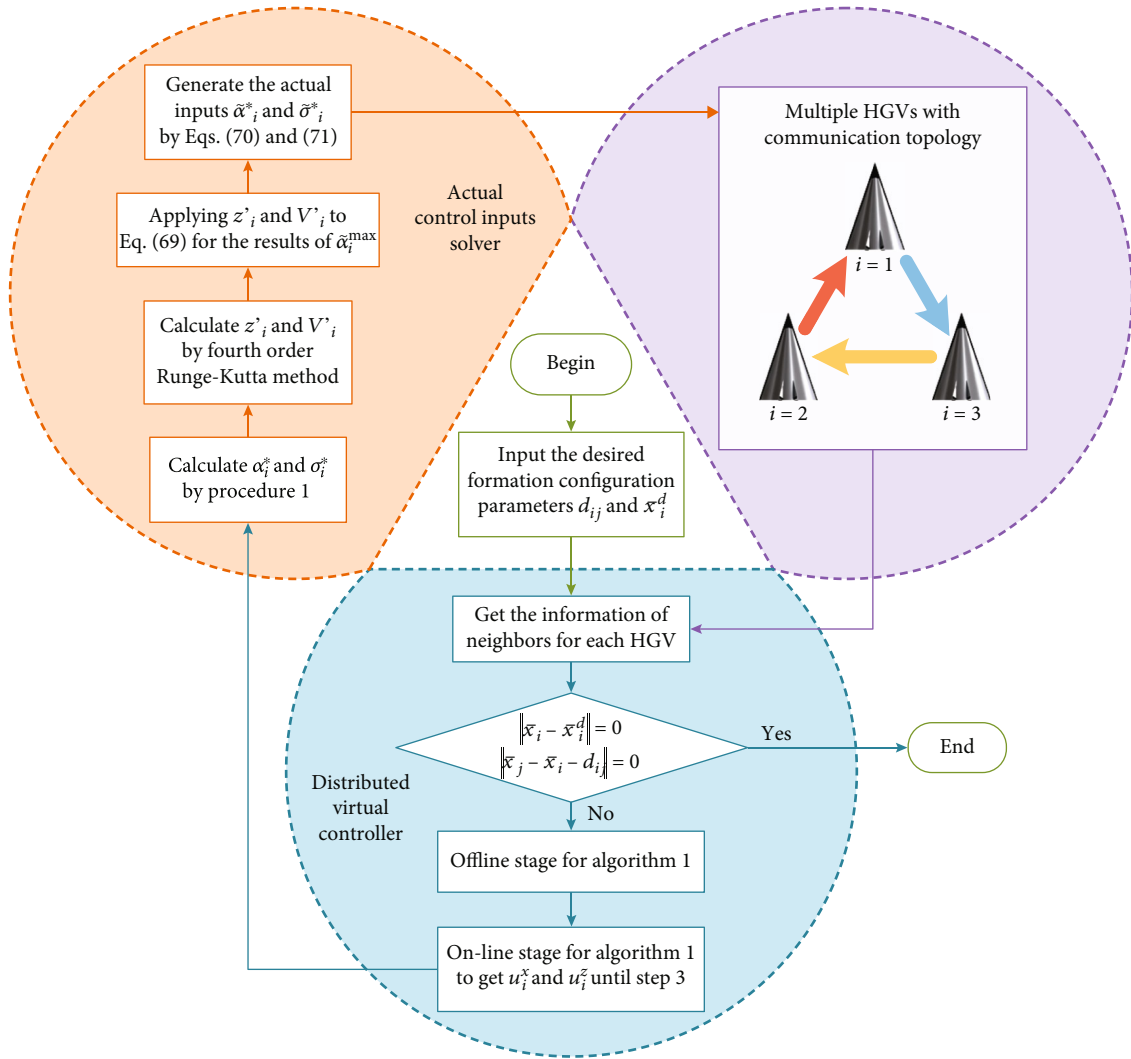 Generate the actual
inputs α̃*ᵢ and σ̃*ᵢ
by Eqs. (70) and (71)
Applying z’ᵢ and V’ᵢ to
Eq. (69) for the results of α̃ᵢᵐᵃˣ
Calculate z’ᵢ and V’ᵢ
by fourth order
Runge-Kutta method
Calculate αᵢ* and σᵢ*
by procedure 1
Actual
control inputs
solver
Multiple HGVs with
communication topology
i = 1
i = 2
i = 3
Begin
Input the desired
formation configuration
parameters d_ij and x̄ᵢᵈ
Get the information of
neighbors for each HGV
‖x̄ᵢ – x̄ᵢᵈ‖ = 0
‖x̄ⱼ – x̄ᵢ – d_ij‖ = 0
Yes
End
No
Distributed
virtual
controller
Offline stage for algorithm 1
On-line stage for algorithm 1
to get uᵢˣ and uᵢᶻ until step 3